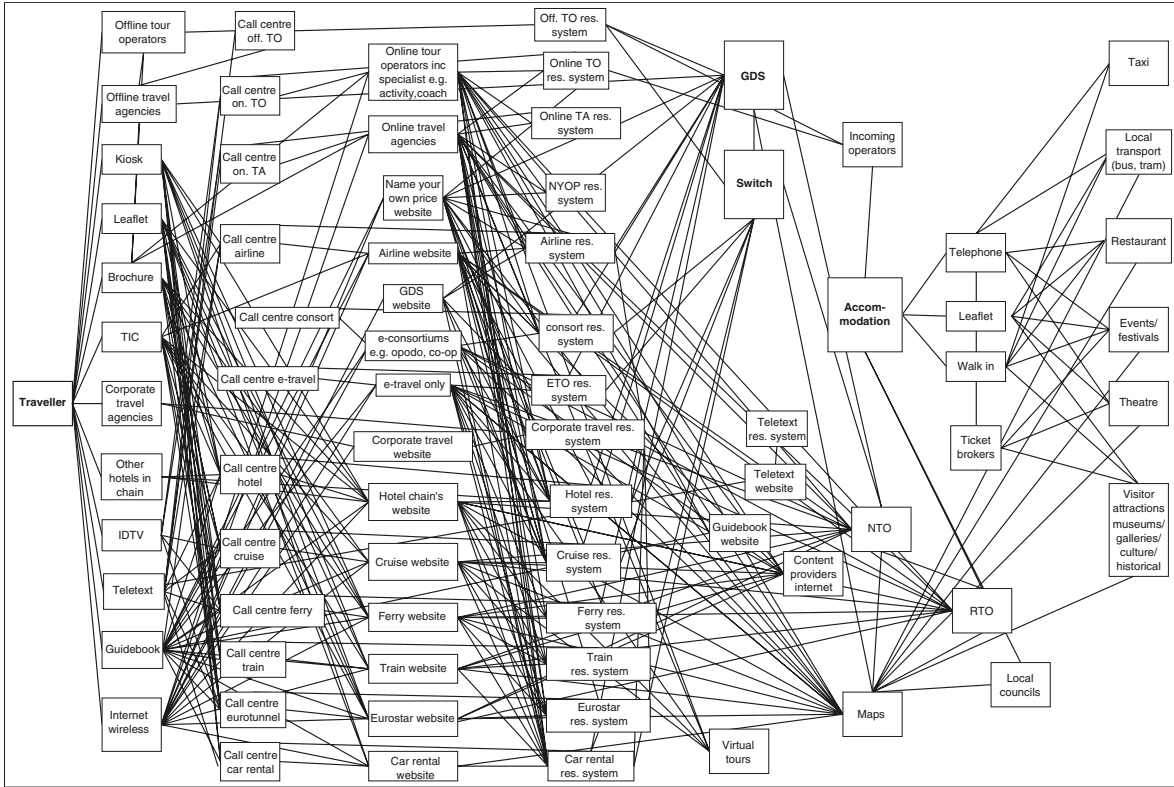 Traveller
Offline tour
operators
Offline travel
agencies
Kiosk
Leaflet
Brochure
TIC
Corporate
travel
agencies
Other
hotels in
chain
IDTV
Teletext
Guidebook
Internet
wireless
Call centre
off. TO
Call centre
on. TO
Call centre
on. TA
Call centre
airline
Call centre consort
Call centre e-travel
Call centre
hotel
Call centre
cruise
Call centre ferry
Call centre
train
Call centre
eurotunnel
Call centre
car rental
Online tour
operators inc
specialist e.g.
activity,coach
Online travel
agencies
Name your
own price
website
Airline website
GDS
website
e-consortiums
e.g. opodo, co-op
e-travel only
Corporate travel
website
Hotel chain's
website
Cruise website
Ferry website
Train website
Eurostar website
Car rental
website
Off. TO res.
system
Online TO
res. system
Online TA res.
system
NYOP res.
system
Airline res.
system
consort res.
system
ETO res.
system
Corporate travel res.
system
Hotel res.
system
Cruise res.
system
Ferry res.
system
Train
res. system
Eurostar
res. system
Car rental
res. system
GDS
Switch
Teletext
res. system
Teletext
website
Guidebook
website
Content
providers
internet
Virtual
tours
Incoming
operators
Accom-
modation
NTO
Maps
RTO
Local
councils
Telephone
Leaflet
Walk in
Ticket
brokers
Taxi
Local
transport
(bus, tram)
Restaurant
Events/
festivals
Theatre
Visitor
attractions
museums/
galleries/
culture/
historical